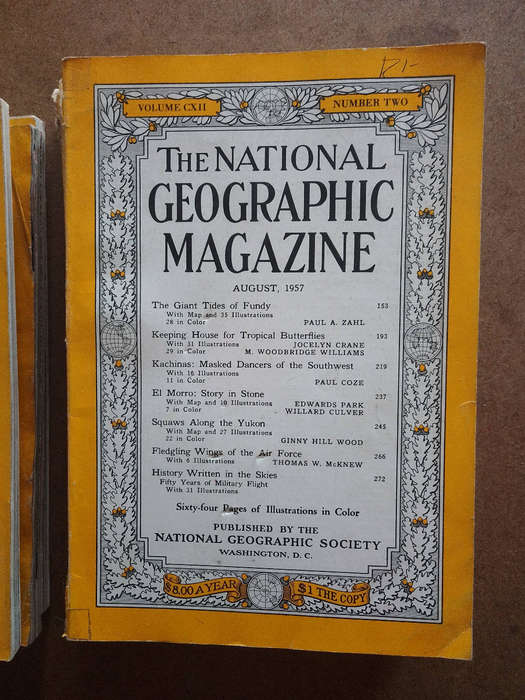 VOLUME CXII NUMBER TWO
THE NATIONAL
GEOGRAPHIC
MAGAZINE
AUGUST, 1957
The Giant Tides of Fundy 153
With Map and 35 Illustrations
28 in Color PAUL A. ZAHL
Keeping House for Tropical Butterflies 193
With 31 Illustrations JOCELYN CRANE
29 in Color M. WOODBRIDGE WILLIAMS
Kachinas: Masked Dancers of the Southwest 219
With 16 Illustrations
11 in Color PAUL COZE
El Morro: Story in Stone 237
With Map and 10 Illustrations EDWARDS PARK
7 in Color WILLARD CULVER
Squaws Along the Yukon 245
With Map and 27 Illustrations
22 in Color GINNY HILL WOOD
Fledgling Wings of the Air Force 266
With 6 Illustrations THOMAS W. McKNEW
History Written in the Skies 272
Fifty Years of Military Flight
With 31 Illustrations
Sixty-four Pages of Illustrations in Color
PUBLISHED BY THE
NATIONAL GEOGRAPHIC SOCIETY
WASHINGTON, D. C.
$8.00 A YEAR $1 THE COPY